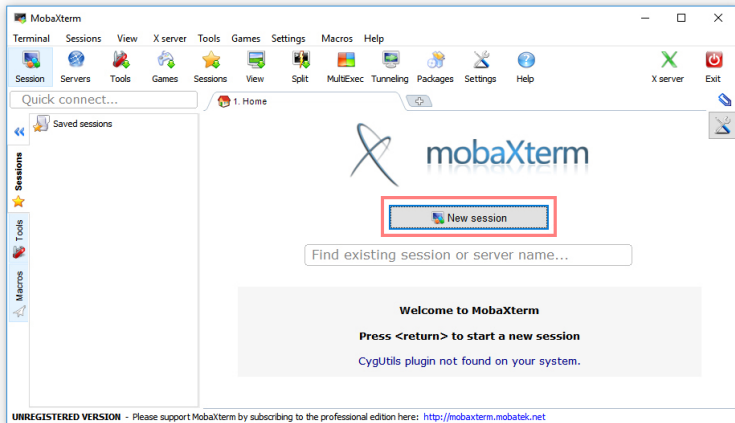 MobaXterm
Terminal Sessions View X server Tools Games Settings Macros Help
Session Servers Tools Games Sessions View Split MultiExec Tunneling Packages Settings Help X server Exit
Quick connect...
1. Home
Saved sessions
Sessions
Tools
Macros
mobaXterm
New session
Find existing session or server name...
Welcome to MobaXterm
Press <return> to start a new session
CygUtils plugin not found on your system.
UNREGISTERED VERSION - Please support MobaXterm by subscribing to the professional edition here: http://mobaxterm.mobatek.net